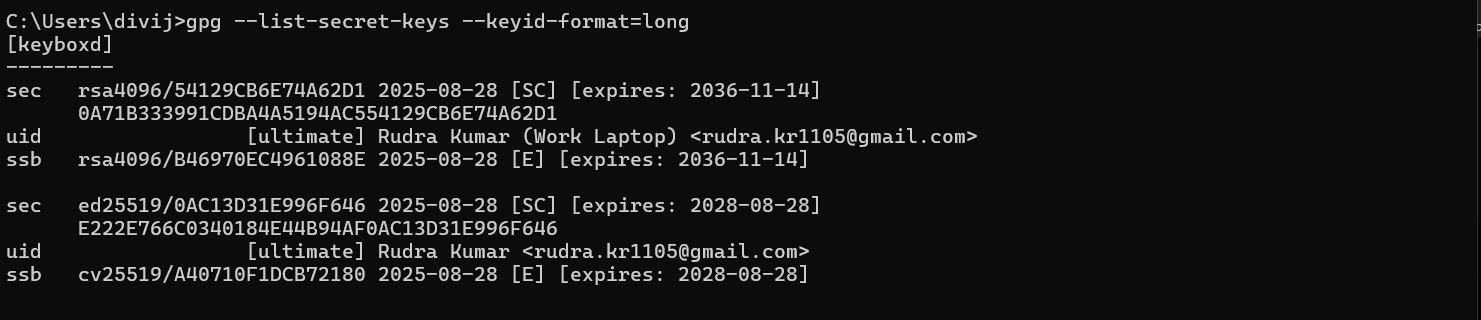 C:\Users\divij>gpg --list-secret-keys --keyid-format=long
[keyboxd]
---------
sec   rsa4096/54129CB6E74A62D1 2025-08-28 [SC] [expires: 2036-11-14]
      0A71B333991CDBA4A5194AC554129CB6E74A62D1
uid                 [ultimate] Rudra Kumar (Work Laptop) <rudra.kr1105@gmail.com>
ssb   rsa4096/B46970EC4961088E 2025-08-28 [E] [expires: 2036-11-14]

sec   ed25519/0AC13D31E996F646 2025-08-28 [SC] [expires: 2028-08-28]
      E222E766C0340184E44B94AF0AC13D31E996F646
uid                 [ultimate] Rudra Kumar <rudra.kr1105@gmail.com>
ssb   cv25519/A40710F1DCB72180 2025-08-28 [E] [expires: 2028-08-28]